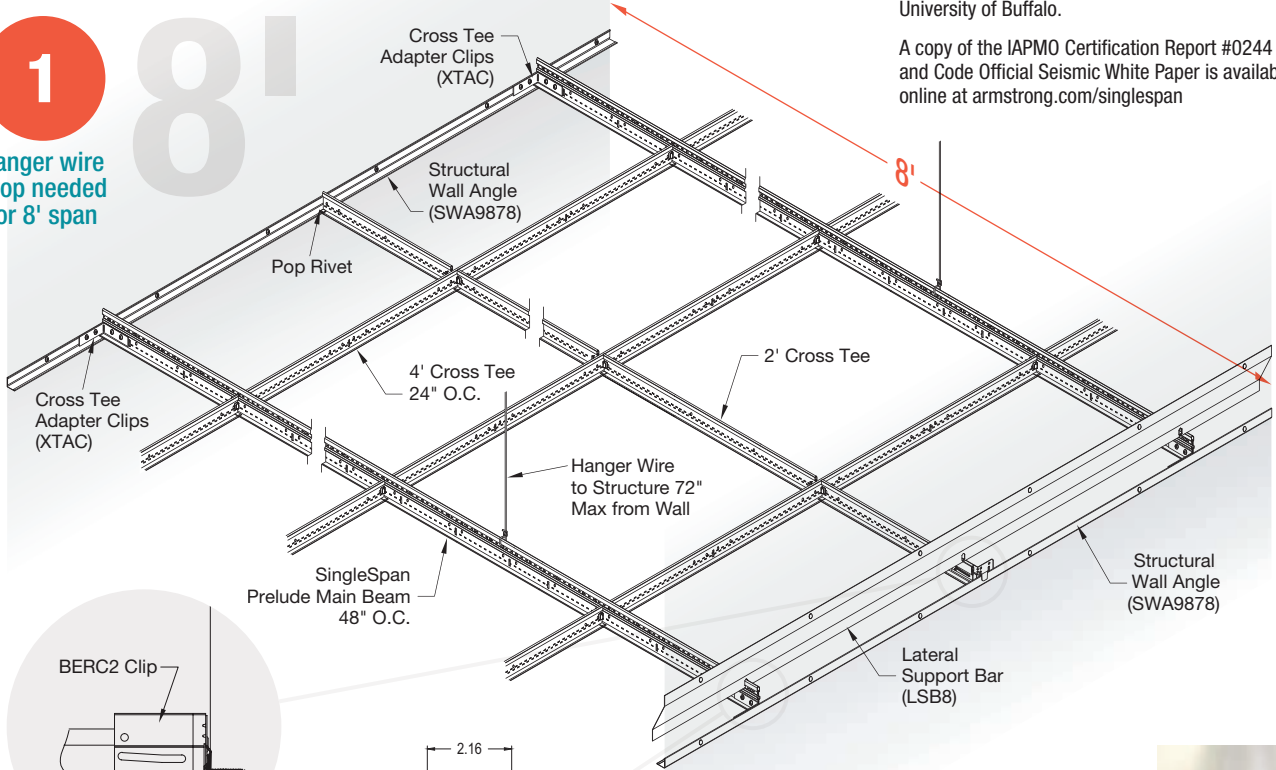 1
8'
anger wire
op needed
or 8' span
University of Buffalo.
A copy of the IAPMO Certification Report #0244
and Code Official Seismic White Paper is availab
online at armstrong.com/singlespan
Cross Tee
Adapter Clips
(XTAC)
Structural
Wall Angle
(SWA9878)
Pop Rivet
8'
Cross Tee
Adapter Clips
(XTAC)
4' Cross Tee
24" O.C.
2' Cross Tee
Hanger Wire
to Structure 72"
Max from Wall
SingleSpan
Prelude Main Beam
48" O.C.
Structural
Wall Angle
(SWA9878)
Lateral
Support Bar
(LSB8)
BERC2 Clip
2.16